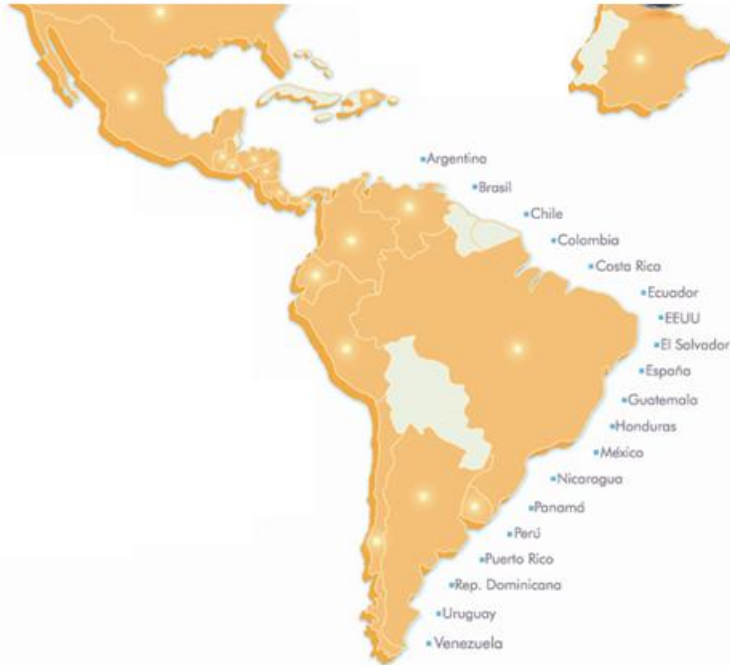 Argentina
Brasil
Chile
Colombia
Costa Rica
Ecuador
EEUU
El Salvador
España
Guatemala
Honduras
México
Nicaragua
Panamá
Perú
Puerto Rico
Rep. Dominicana
Uruguay
Venezuela